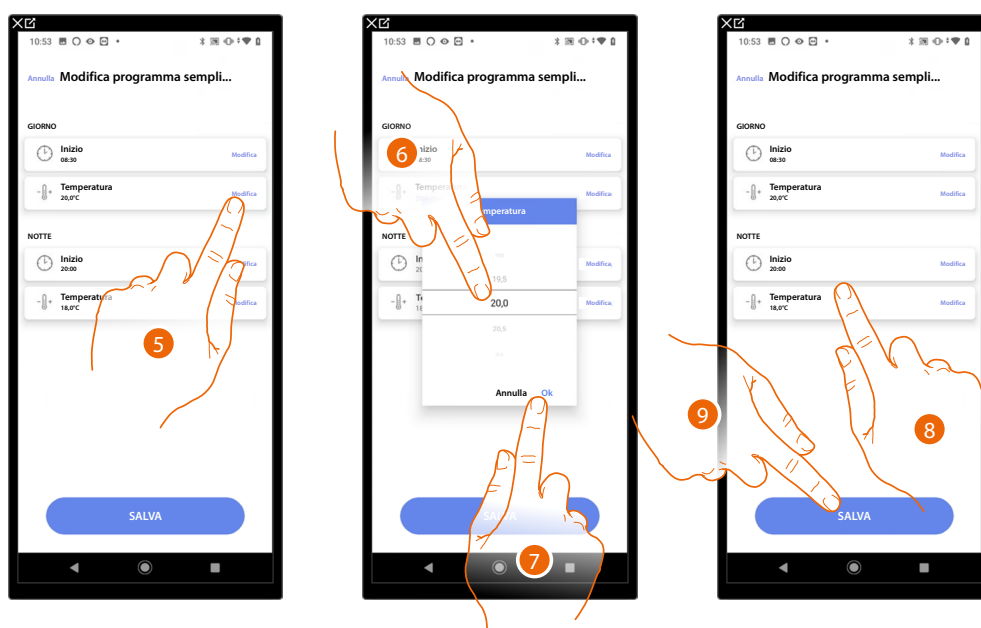 10:53
Annulla Modifica programma sempli...
GIORNO
Inizio
08:30
Modifica
Temperatura
20,0°C
Modifica
NOTTE
Inizio
20:00
Temperatura
18,0°C
Modifica
5
SALVA
10:53
Annulla Modifica programma sempli...
GIORNO
6
Modifica
Modifica
NOTTE
19,5
Modifica
20,0
Modifica
20,5
Annulla Ok
7
10:53
Annulla Modifica programma sempli...
GIORNO
Inizio
08:30
Modifica
Temperatura
20,0°C
Modifica
NOTTE
Inizio
20:00
Modifica
Temperatura
18,0°C
Modifica
9
8
SALVA